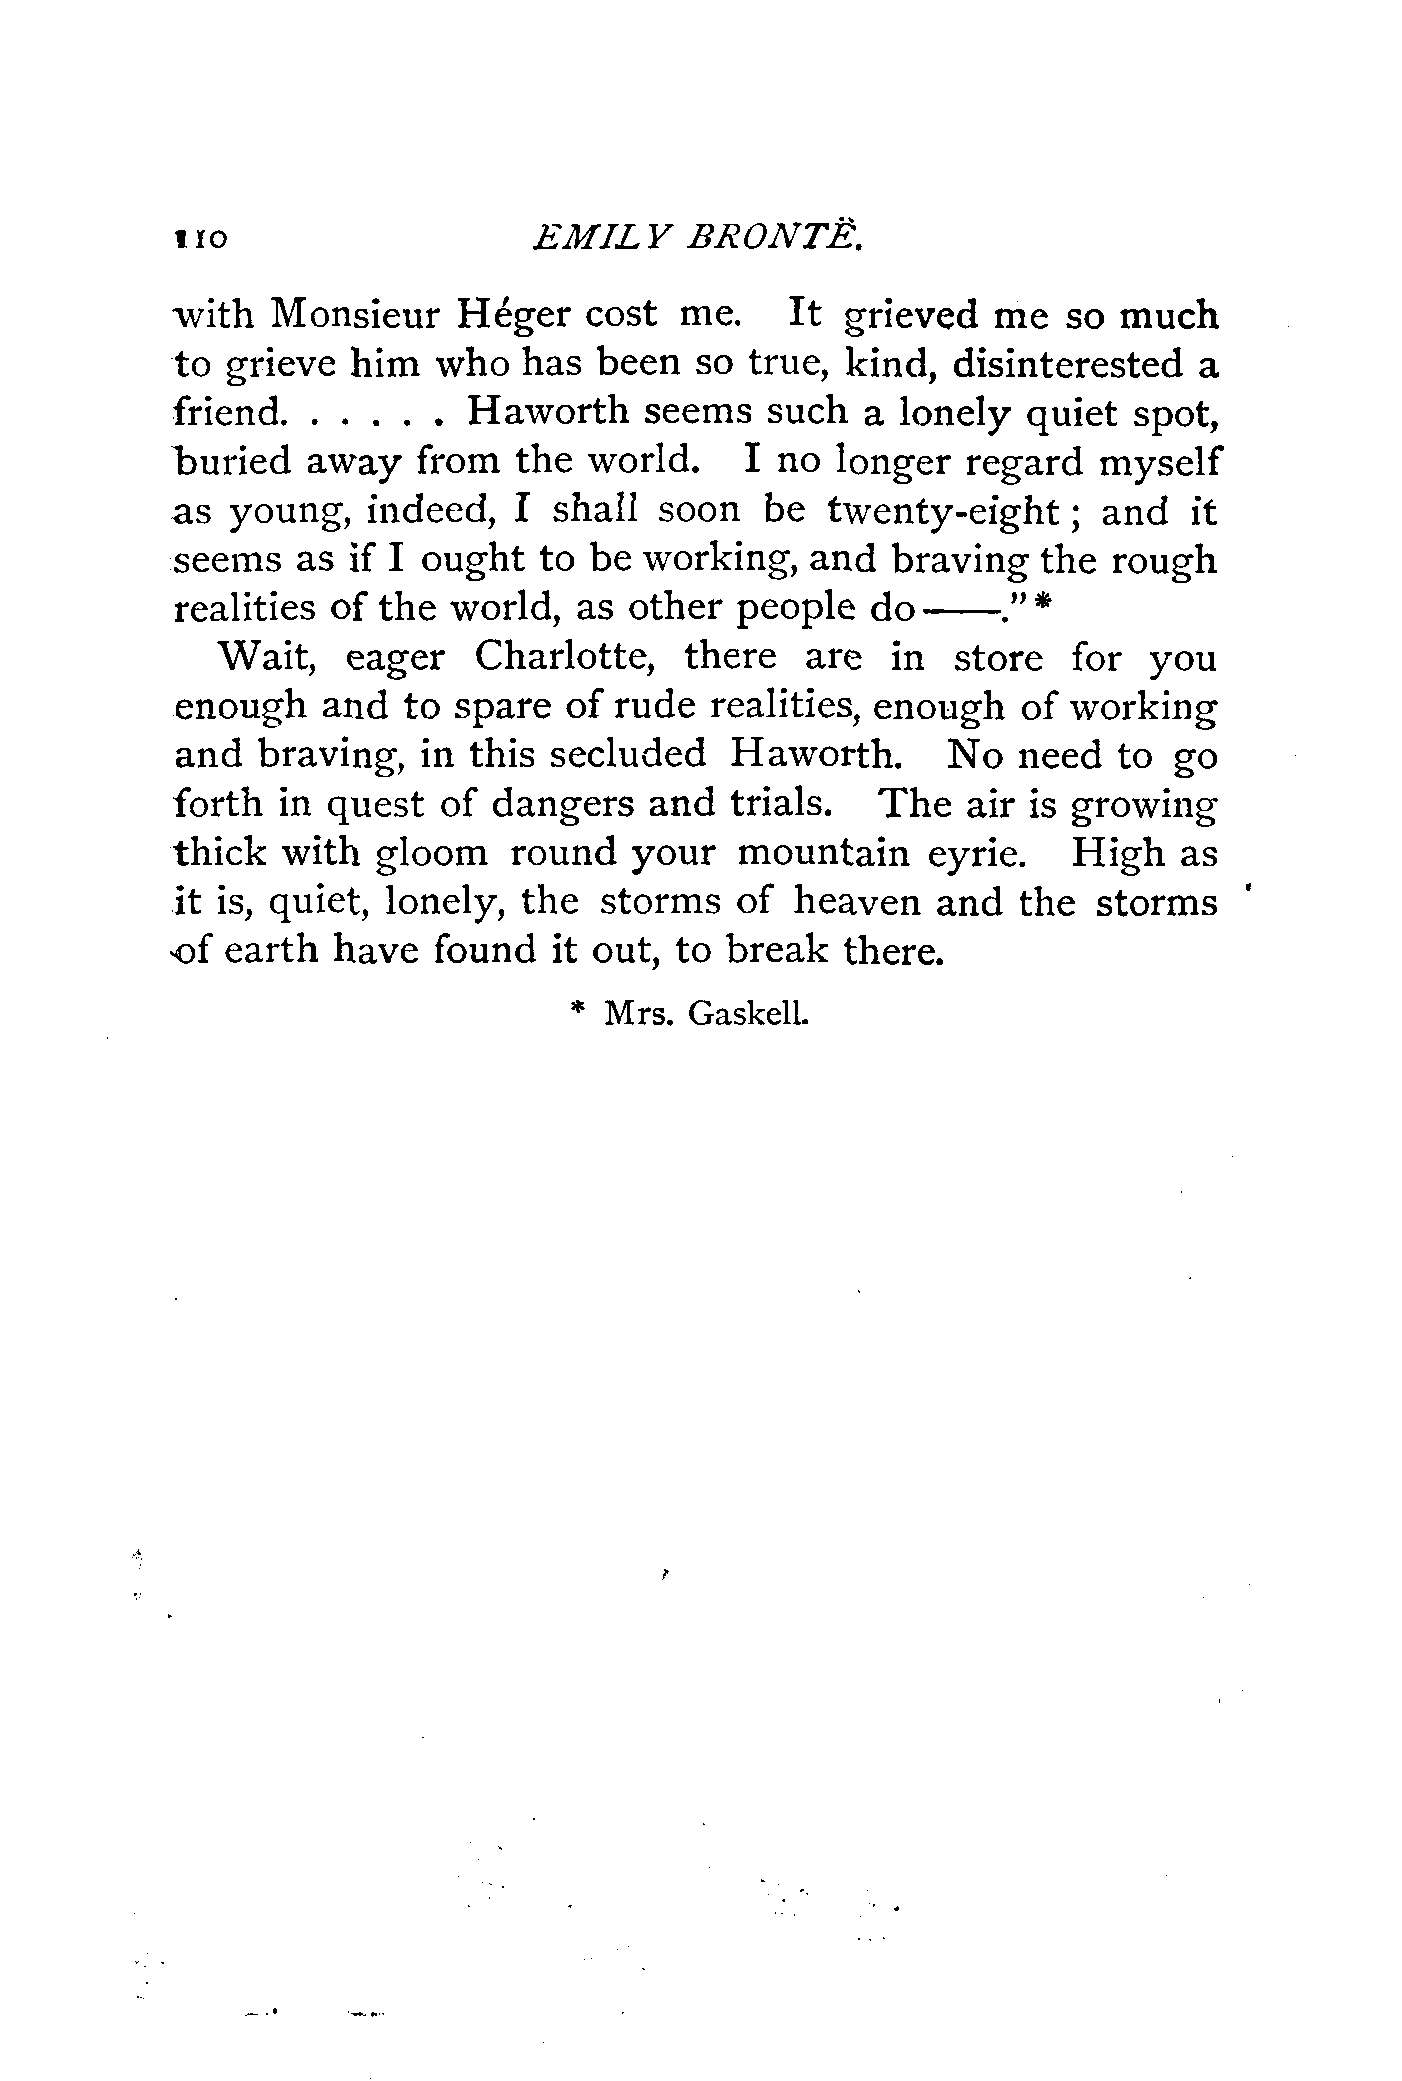 110 EMILY BRONTË.
with Monsieur Héger cost me. It grieved me so much
to grieve him who has been so true, kind, disinterested a
friend. . . . . . Haworth seems such a lonely quiet spot,
buried away from the world. I no longer regard myself
as young, indeed, I shall soon be twenty-eight ; and it
seems as if I ought to be working, and braving the rough
realities of the world, as other people do——."*
Wait, eager Charlotte, there are in store for you
enough and to spare of rude realities, enough of working
and braving, in this secluded Haworth. No need to go
forth in quest of dangers and trials. The air is growing
thick with gloom round your mountain eyrie. High as
it is, quiet, lonely, the storms of heaven and the storms
of earth have found it out, to break there.
* Mrs. Gaskell.